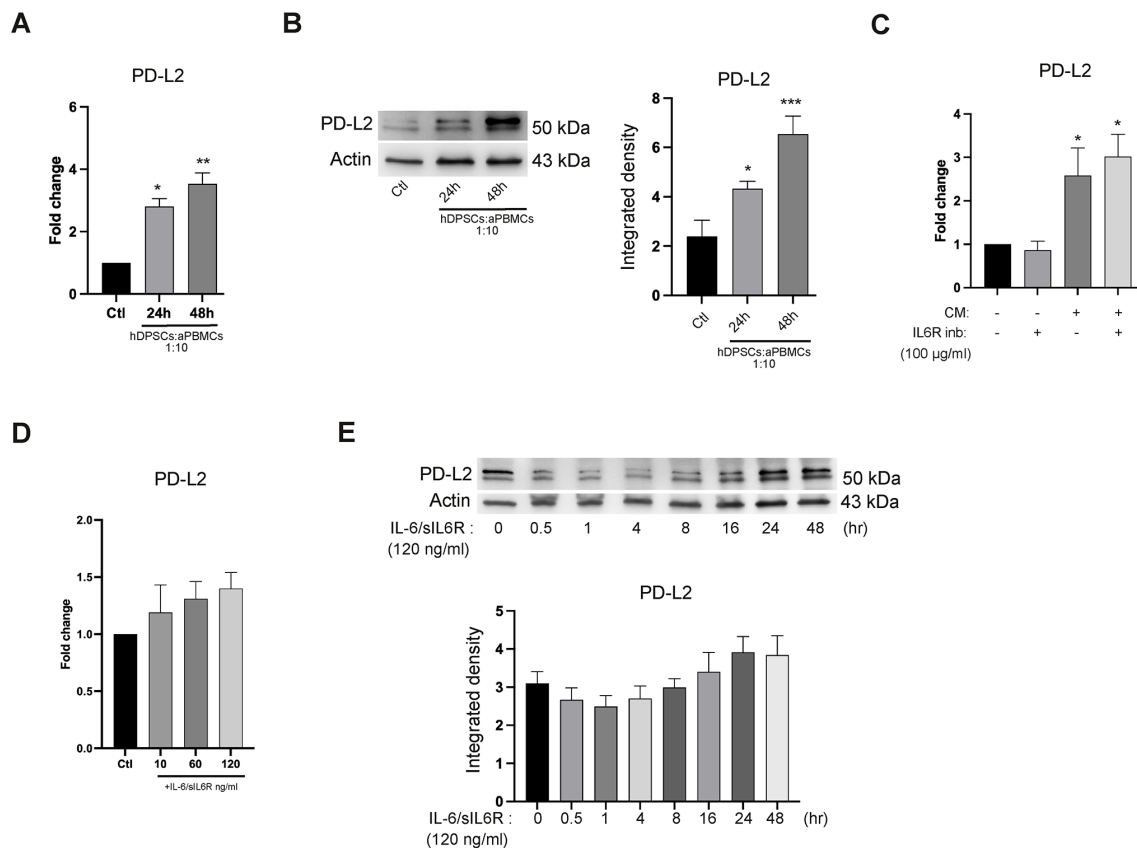 A
PD-L2
Fold change
6
4
2
0
*
**
Ctl
24h
48h
hDPSCs:aPBMCs
1:10
B
PD-L2
50 kDa
Actin
43 kDa
Ctl
24h
48h
hDPSCs:aPBMCs
1:10
PD-L2
Integrated density
8
6
4
2
0
*
***
Ctl
24h
48h
hDPSCs:aPBMCs
1:10
C
PD-L2
Fold change
4
3
2
1
0
*
*
CM: - - + +
IL6R inb: - + - +
(100 µg/ml)
D
PD-L2
Fold change
2.0
1.5
1.0
0.5
0.0
Ctl 10 60 120
+IL-6/sIL6R ng/ml
E
PD-L2
50 kDa
Actin
43 kDa
IL-6/sIL6R : 0 0.5 1 4 8 16 24 48 (hr)
(120 ng/ml)
PD-L2
Integrated density
5
4
3
2
1
0
IL-6/sIL6R : 0 0.5 1 4 8 16 24 48 (hr)
(120 ng/ml)